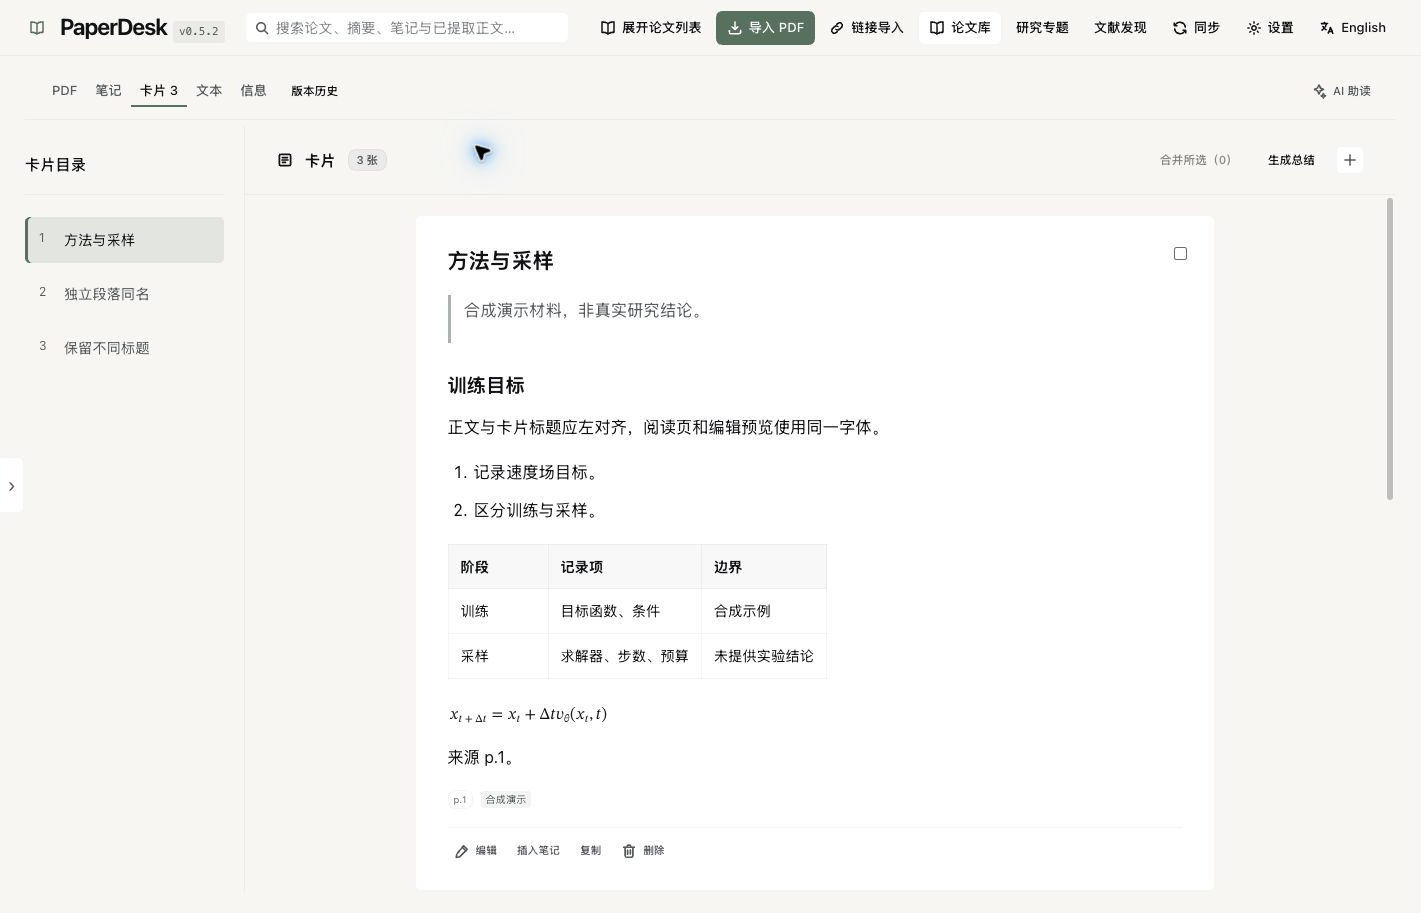 PaperDesk v0.5.2 搜索论文、摘要、笔记与已提取正文... 展开论文列表 导入 PDF 链接导入 论文库 研究专题 文献发现 同步 设置 English
PDF 笔记 卡片 3 文本 信息 版本历史 AI 助读
卡片目录
1 方法与采样
2 独立段落同名
3 保留不同标题
卡片 3 张 合并所选（0） 生成总结
方法与采样
合成演示材料，非真实研究结论。
训练目标
正文与卡片标题应左对齐，阅读页和编辑预览使用同一字体。
1. 记录速度场目标。
2. 区分训练与采样。
阶段 记录项 边界
训练 目标函数、条件 合成示例
采样 求解器、步数、预算 未提供实验结论
x_{t+Δt} = x_t + Δtv_θ(x_t, t)
来源 p.1。
p.1 合成演示
编辑 插入笔记 复制 删除